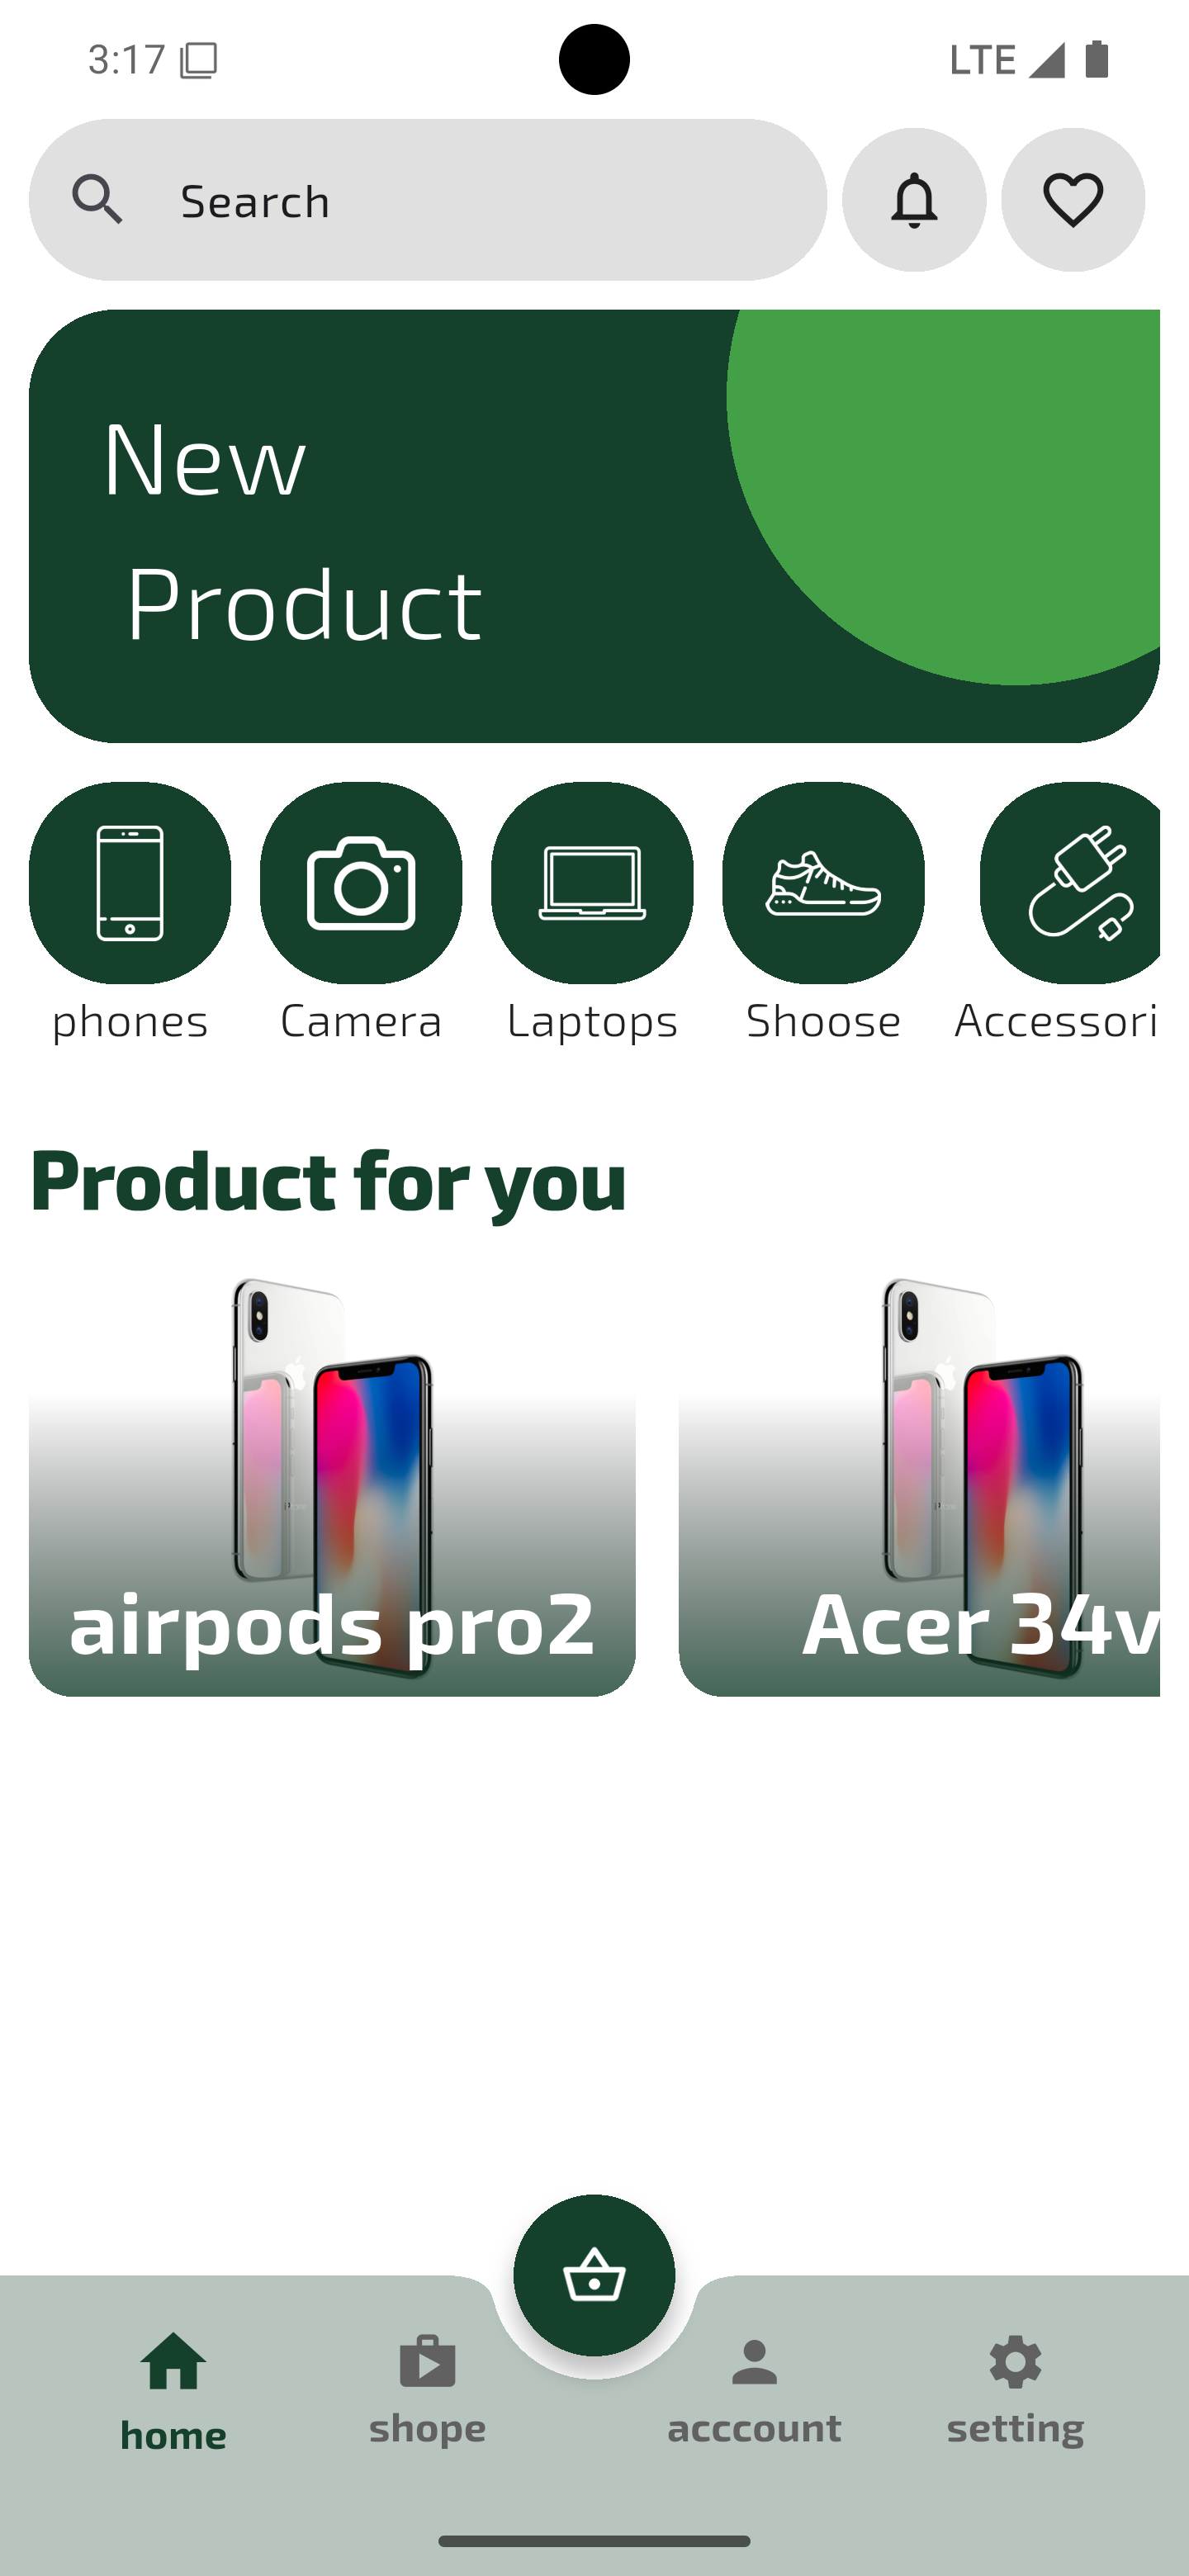 3:17 LTE
Search
New
Product
phones Camera Laptops Shoose Accessori
Product for you
airpods pro2 Acer 34v
home shope acccount setting